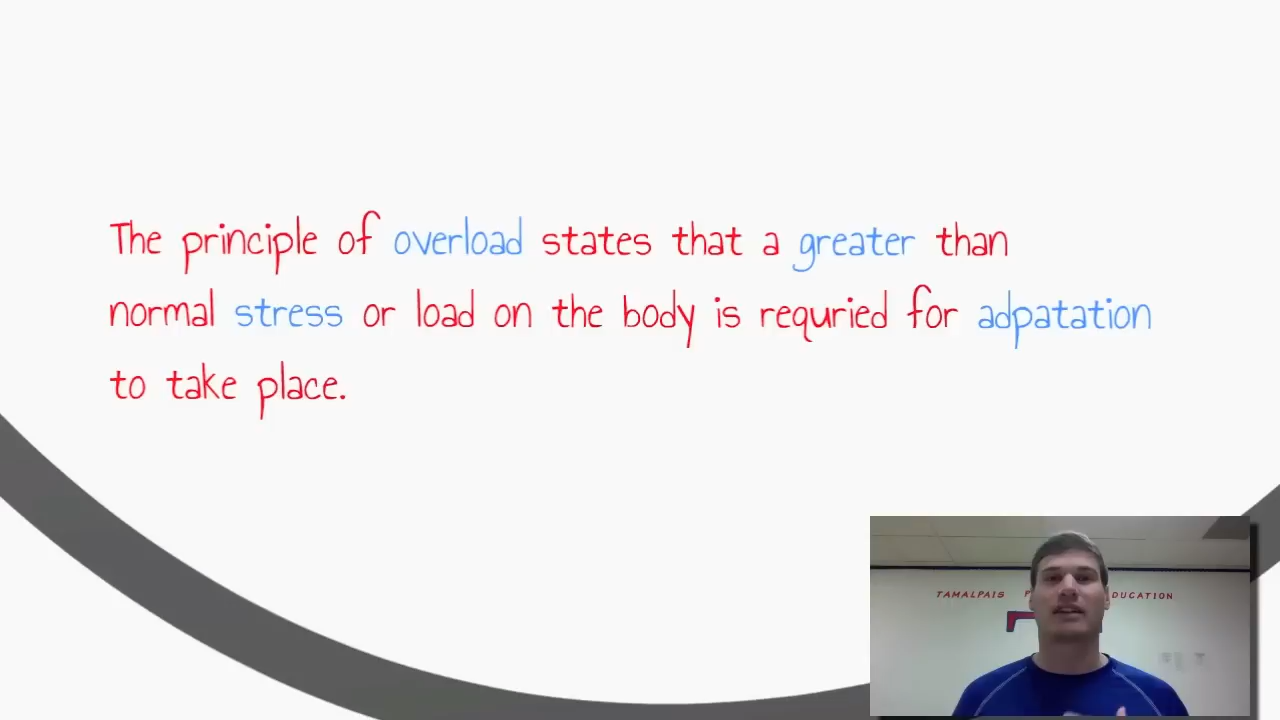 The principle of overload states that a greater than
normal stress or load on the body is requried for adpatation
to take place.
TAMALPAIS